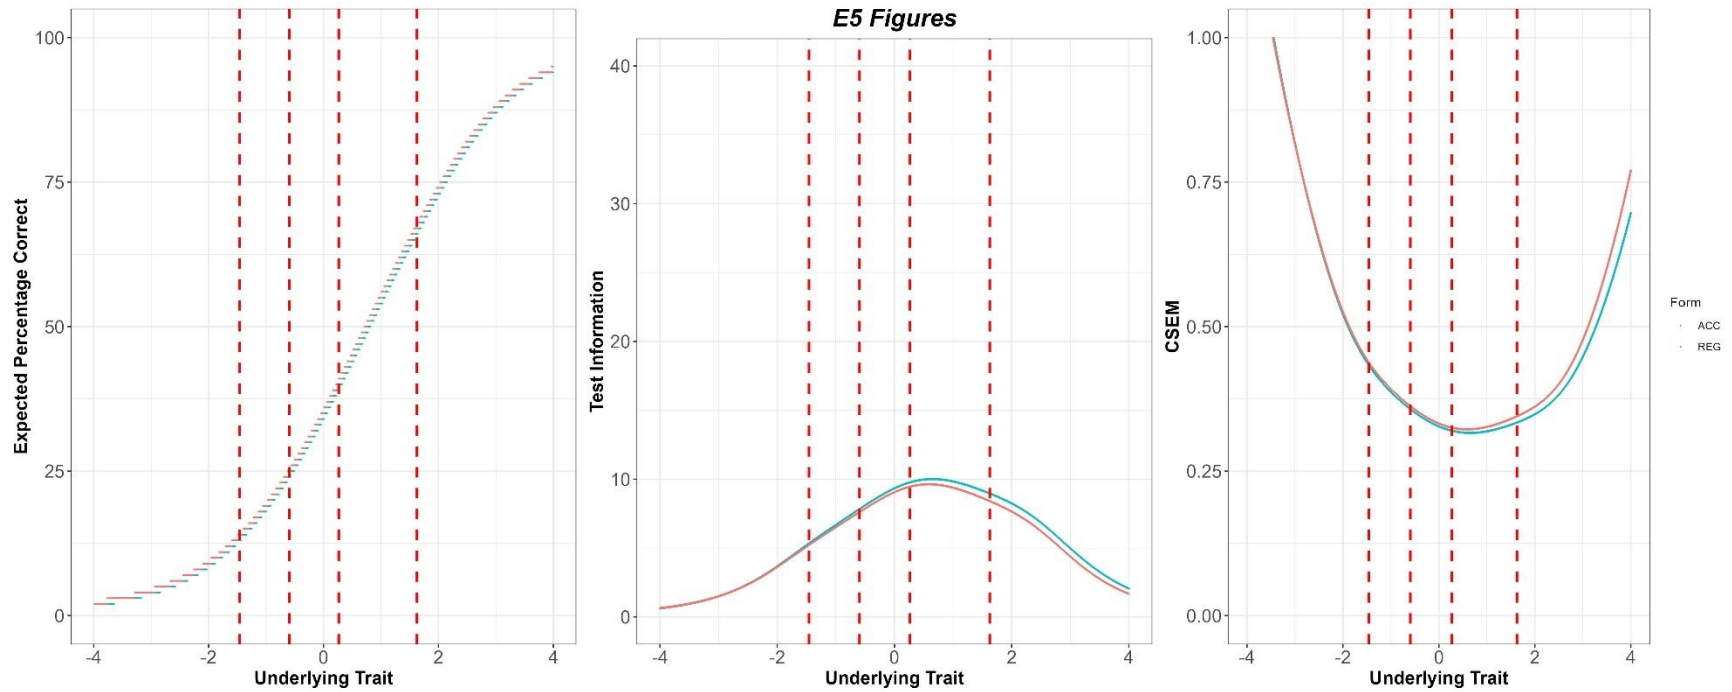 E5 Figures
Expected Percentage Correct
100
75
50
25
0
-4 -2 0 2 4
Underlying Trait
Test Information
40
30
20
10
0
-4 -2 0 2 4
Underlying Trait
CSEM
1.00
0.75
0.50
0.25
0.00
-4 -2 0 2 4
Underlying Trait
Form
ACC
REG